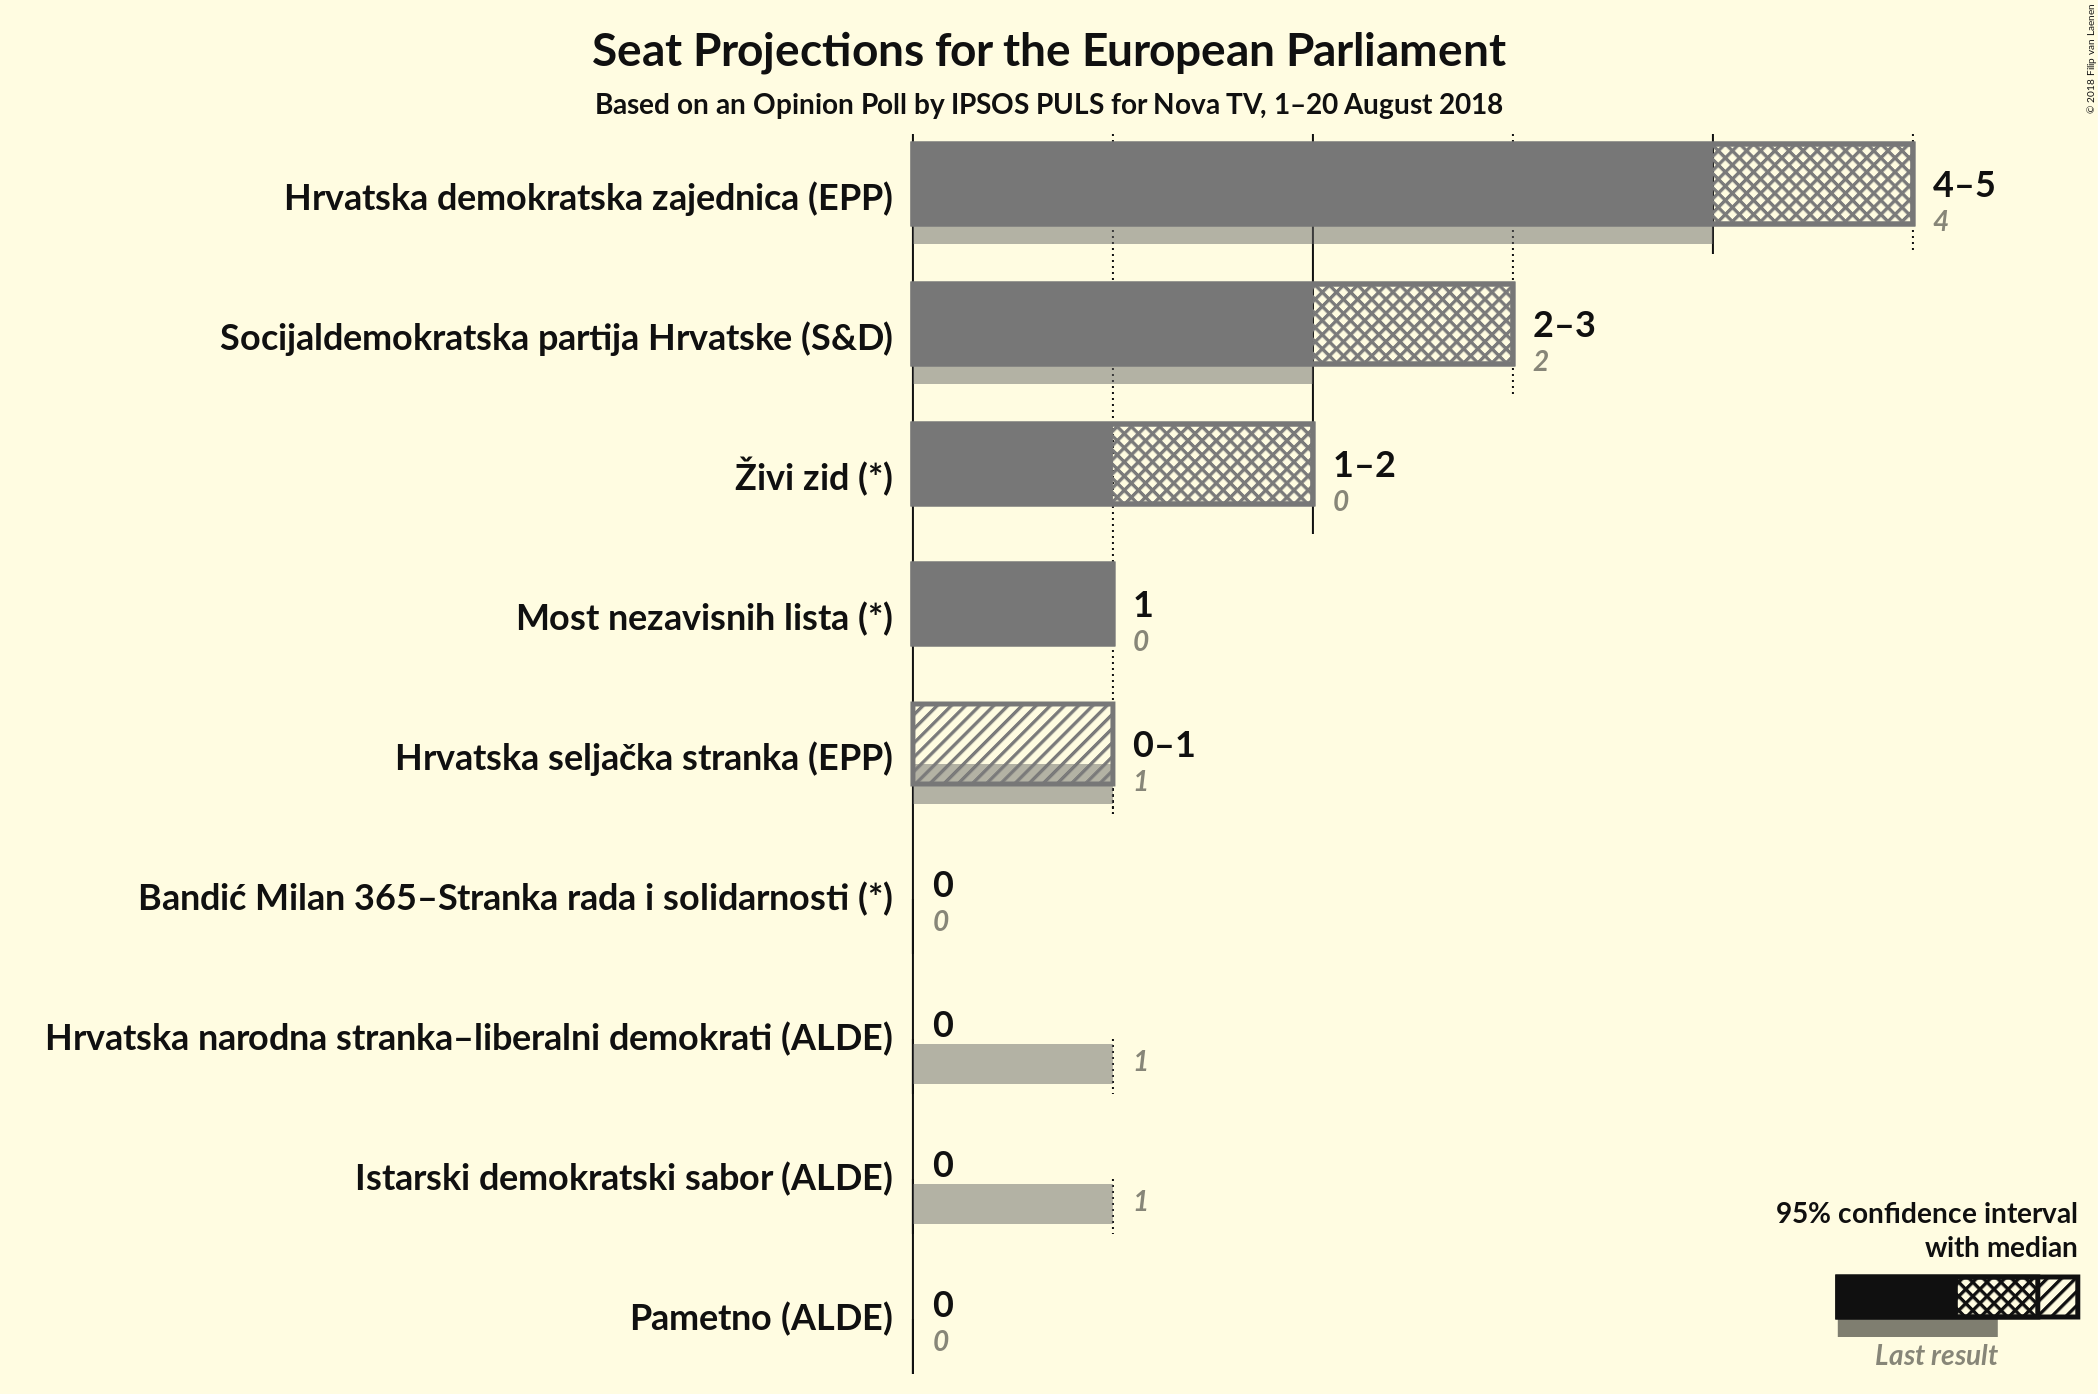 Seat Projections for the European Parliament
Based on an Opinion Poll by IPSOS PULS for Nova TV, 1–20 August 2018
© 2018 Filip van Laenen
Hrvatska demokratska zajednica (EPP)
4–5
4
Socijaldemokratska partija Hrvatske (S&D)
2–3
2
Živi zid (*)
1–2
0
Most nezavisnih lista (*)
1
0
Hrvatska seljačka stranka (EPP)
0–1
1
Bandić Milan 365–Stranka rada i solidarnosti (*)
0
0
Hrvatska narodna stranka–liberalni demokrati (ALDE)
0
1
Istarski demokratski sabor (ALDE)
0
1
Pametno (ALDE)
0
0
95% confidence interval
with median
Last result